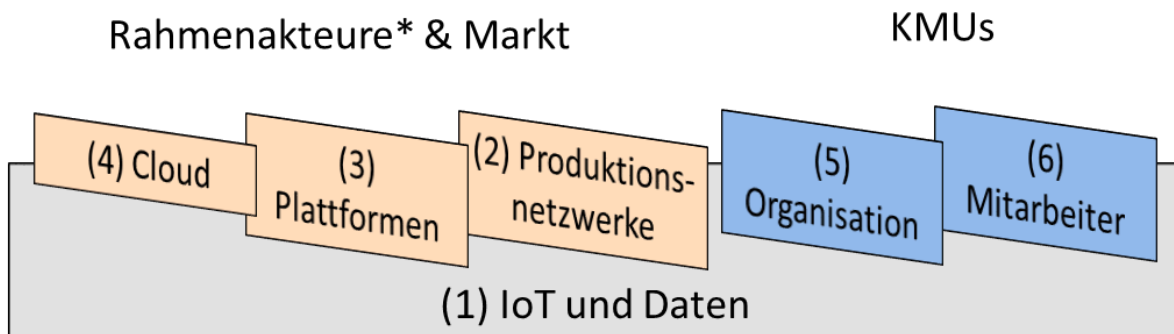 Rahmenakteure* & Markt
KMUs
(4) Cloud
(3)
Plattformen
(2) Produktions-
netzwerke
(5)
Organisation
(6)
Mitarbeiter
(1) IoT und Daten